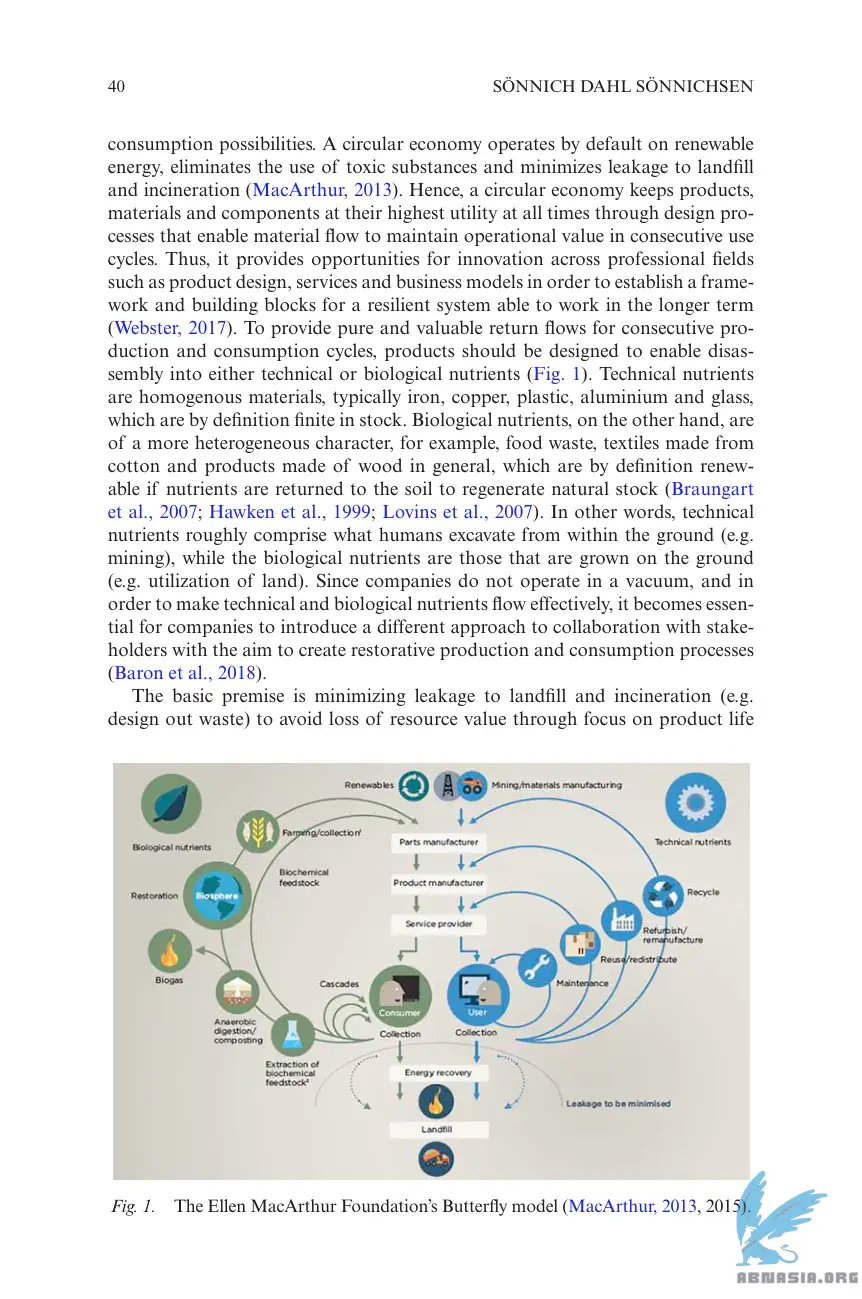 40
SÖNNICH DAHL SÖNNICHSEN
consumption possibilities. A circular economy operates by default on renewable
energy, eliminates the use of toxic substances and minimizes leakage to landfill
and incineration (MacArthur, 2013). Hence, a circular economy keeps products,
materials and components at their highest utility at all times through design pro-
cesses that enable material flow to maintain operational value in consecutive use
cycles. Thus, it provides opportunities for innovation across professional fields
such as product design, services and business models in order to establish a frame-
work and building blocks for a resilient system able to work in the longer term
(Webster, 2017). To provide pure and valuable return flows for consecutive pro-
duction and consumption cycles, products should be designed to enable disas-
sembly into either technical or biological nutrients (Fig. 1). Technical nutrients
are homogenous materials, typically iron, copper, plastic, aluminium and glass,
which are by definition finite in stock. Biological nutrients, on the other hand, are
of a more heterogeneous character, for example, food waste, textiles made from
cotton and products made of wood in general, which are by definition renew-
able if nutrients are returned to the soil to regenerate natural stock (Braungart
et al., 2007; Hawken et al., 1999; Lovins et al., 2007). In other words, technical
nutrients roughly comprise what humans excavate from within the ground (e.g.
mining), while the biological nutrients are those that are grown on the ground
(e.g. utilization of land). Since companies do not operate in a vacuum, and in
order to make technical and biological nutrients flow effectively, it becomes essen-
tial for companies to introduce a different approach to collaboration with stake-
holders with the aim to create restorative production and consumption processes
(Baron et al., 2018).
The basic premise is minimizing leakage to landfill and incineration (e.g.
design out waste) to avoid loss of resource value through focus on product life
Renewables
Mining/materials manufacturing
Biological nutrients
Farming/collection¹
Parts manufacturer
Technical nutrients
Biochemical
feedstock
Product manufacturer
Restoration
Biosphere
Recycle
Service provider
Refurbish/
remanufacture
Reuse/redistribute
Biogas
Cascades
Maintenance
Consumer
User
Anaerobic
digestion/
composting
Collection
Collection
Extraction of
biochemical
feedstock²
Energy recovery
Leakage to be minimised
Landfill
Fig. 1. The Ellen MacArthur Foundation’s Butterfly model (MacArthur, 2013, 2015).
ABNASIA.ORG